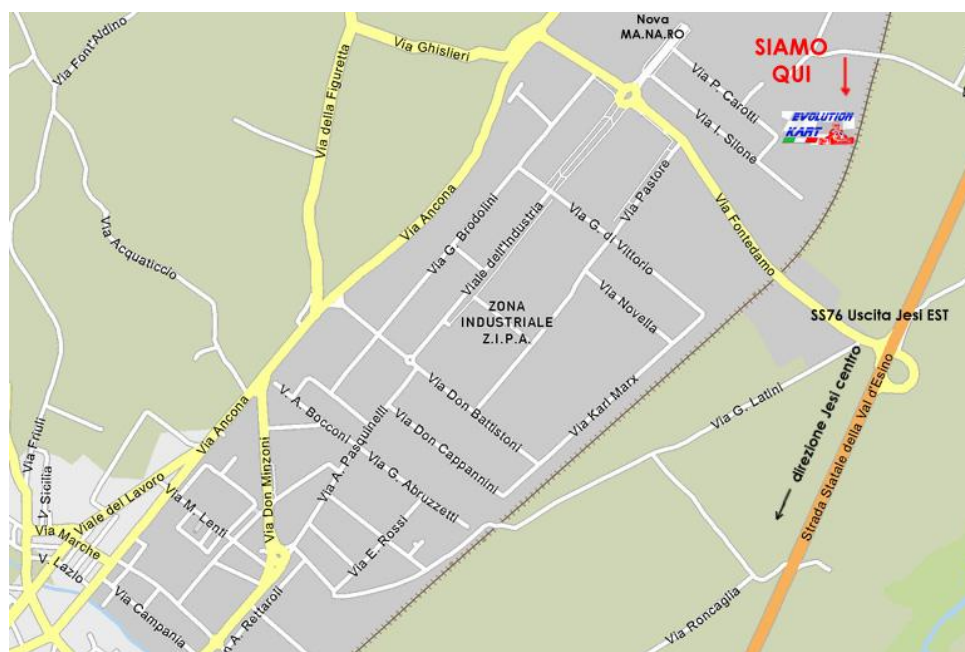 Nova
MA.NA.RO
SIAMO
QUI
EVOLUTION
KART
Via Font'Aldino
Via della Figuretta
Via Ghislieri
Via P. Carotti
Via I. Silone
Via Acquaticcio
Via Ancona
Via G. Brodolini
Viale dell'Industria
Via Pastore
Via G. di Vittorio
Via Fontedamo
Via Novella
ZONA
INDUSTRIALE
Z.I.P.A.
SS76 Uscita Jesi EST
Via Don Battistoni
Via Karl Marx
Via G. Latini
direzione Jesi centro
Strada Statale della Val d'Esino
V. A. Bocconi
Via A. Pasquinelli
Via Don Cappannini
Via G. Abruzzetti
Via Ancona
Via Friuli
V. Sicilia
Viale del Lavoro
Via M. Lenti
Via Don Minzoni
Via Marche
V. Lazio
Via E. Rossi
Via Campania
n A. Rettaroli
Via Roncaglia